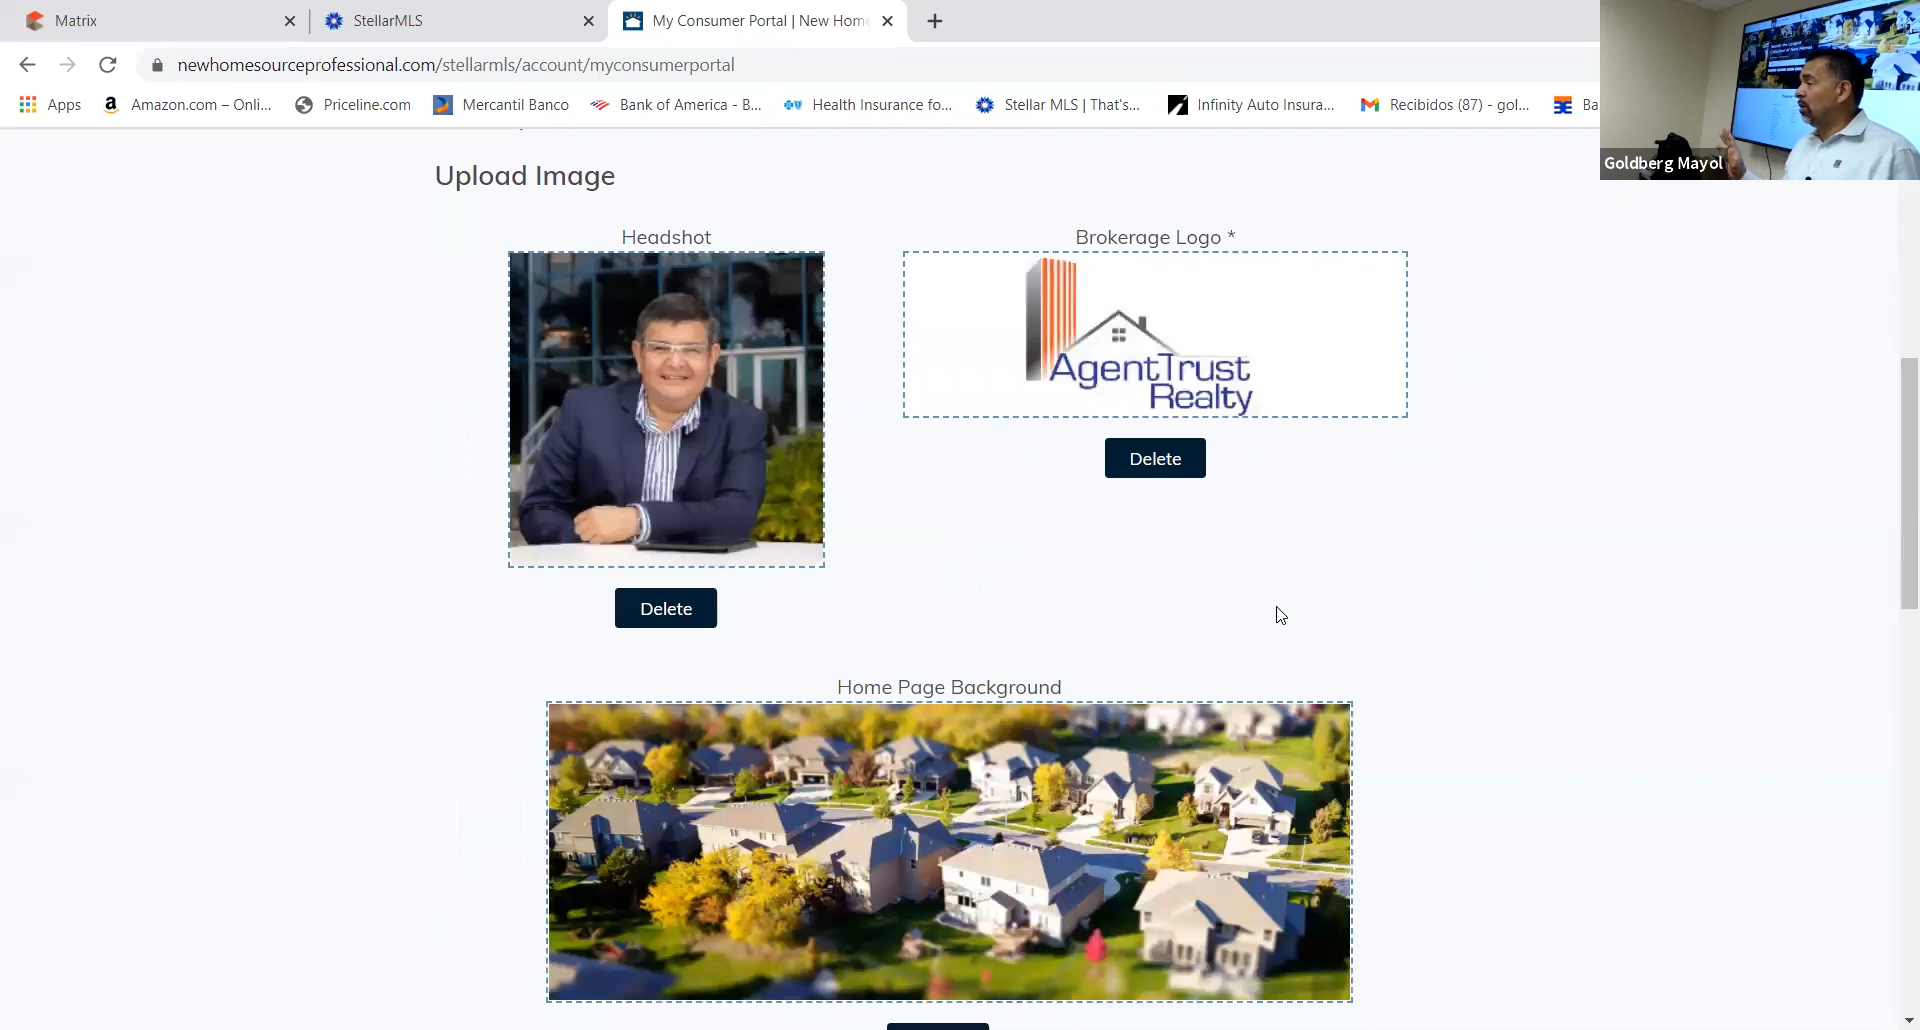 Matrix
StellarMLS
My Consumer Portal | New Hom
newhomesourceprofessional.com/stellarmls/account/myconsumerportal
Apps
Amazon.com – Onli...
Priceline.com
Mercantil Banco
Bank of America - B...
Health Insurance fo...
Stellar MLS | That's...
Infinity Auto Insura...
Recibidos (87) - gol...
Ba
Goldberg Mayol
Upload Image
Headshot
Brokerage Logo *
AgentTrust
Realty
Delete
Delete
Home Page Background